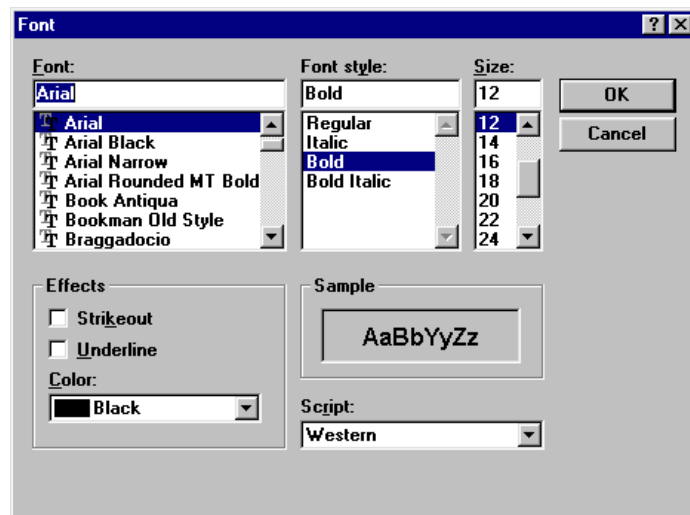 Font
Font:
Arial
Arial
Arial Black
Arial Narrow
Arial Rounded MT Bold
Book Antiqua
Bookman Old Style
Braggadocio
Font style:
Bold
Regular
Italic
Bold
Bold Italic
Size:
12
12
14
16
18
20
22
24
OK
Cancel
Effects
Strikeout
Underline
Color:
Black
Sample
AaBbYyZz
Script:
Western